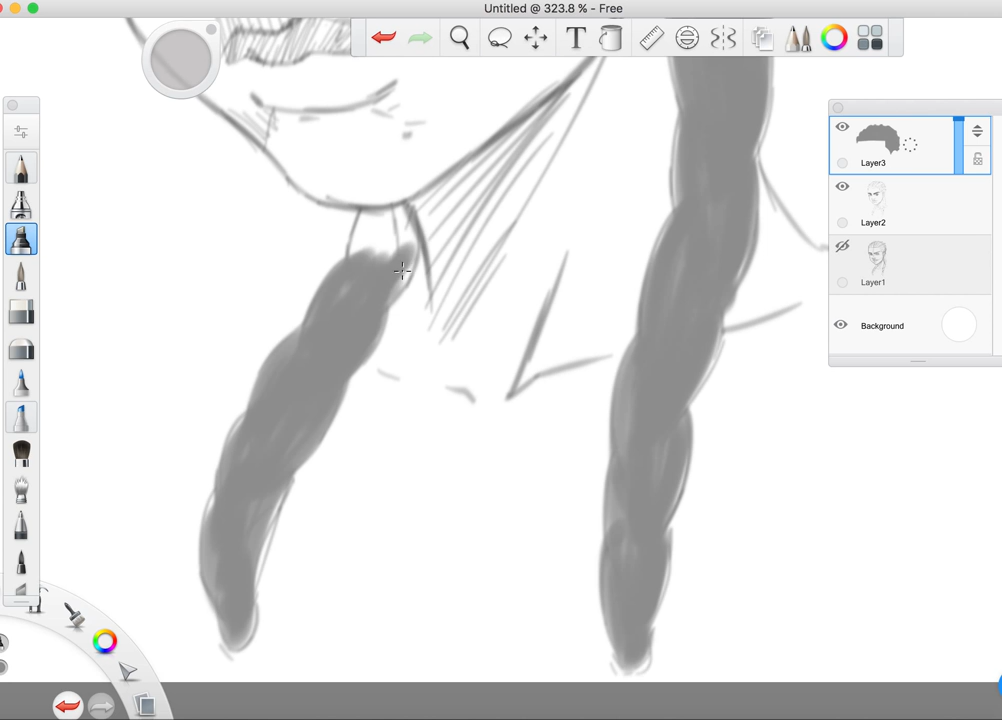 Untitled @ 323.8 % - Free
T
Layer3
Layer2
Layer1
Background